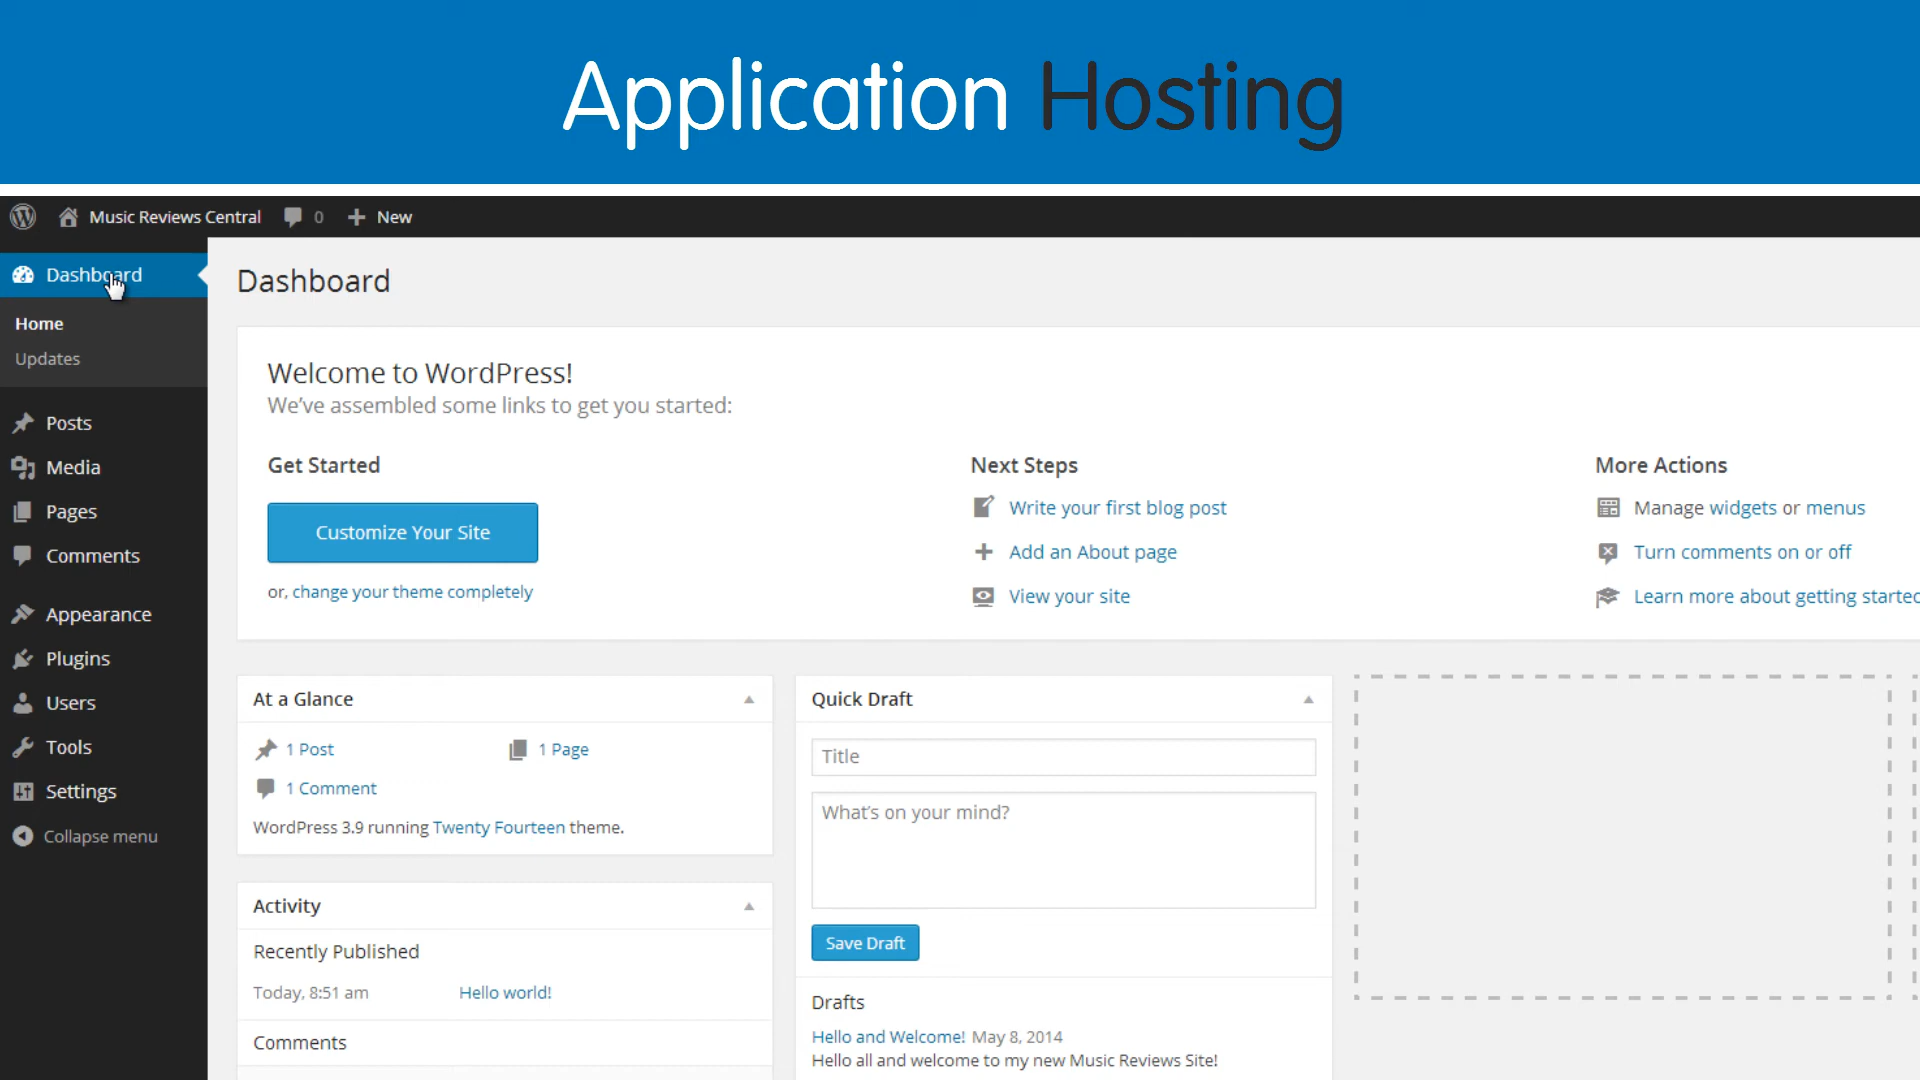 Application Hosting
Music Reviews Central 0 New
Dashboard
Home
Updates
Posts
Media
Pages
Comments
Appearance
Plugins
Users
Tools
Settings
Collapse menu
Dashboard
Welcome to WordPress!
We've assembled some links to get you started:
Get Started
Customize Your Site
or, change your theme completely
Next Steps
Write your first blog post
Add an About page
View your site
More Actions
Manage widgets or menus
Turn comments on or off
Learn more about getting started
At a Glance
1 Post 1 Page
1 Comment
WordPress 3.9 running Twenty Fourteen theme.
Activity
Recently Published
Today, 8:51 am Hello world!
Comments
Quick Draft
Title
What's on your mind?
Save Draft
Drafts
Hello and Welcome! May 8, 2014
Hello all and welcome to my new Music Reviews Site!